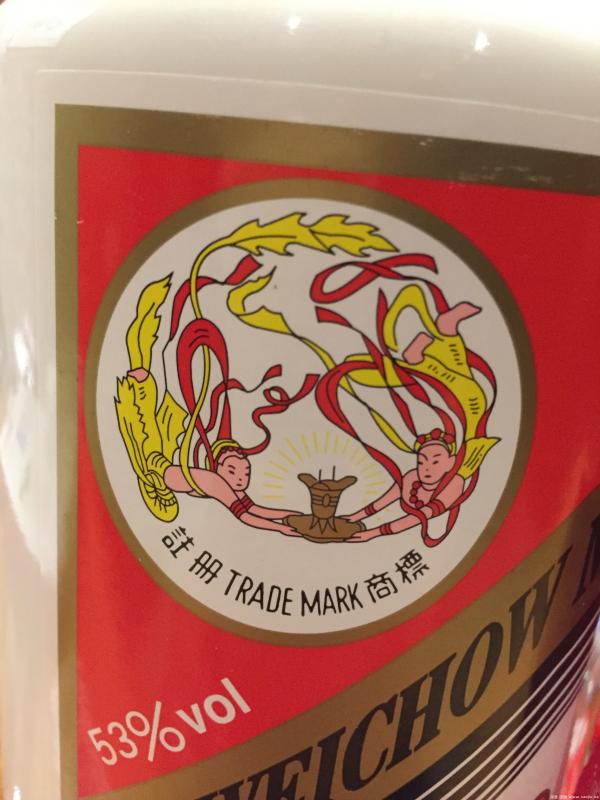 註册 TRADE MARK 商標
53%vol
WEICHOW M